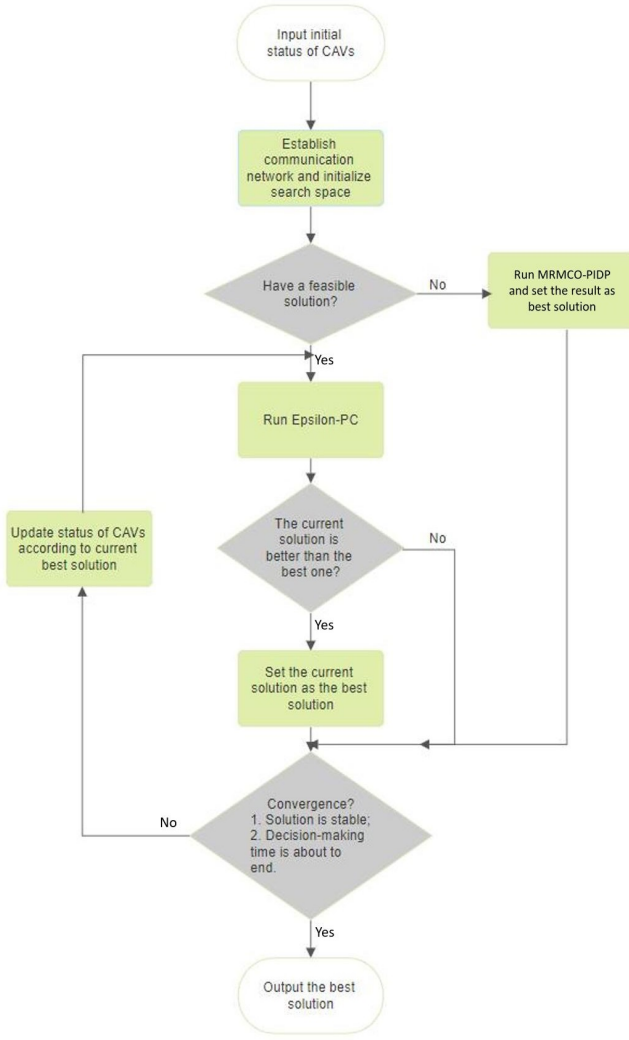 Input initial
status of CAVs
Establish
communication
network and initialize
search space
Have a feasible
solution?
No
Run MRMCO-PIDP
and set the result as
best solution
Yes
Run Epsilon-PC
Update status of CAVs
according to current
best solution
The current
solution is
better than the
best one?
No
Yes
Set the current
solution as the best
solution
Convergence?
1. Solution is stable;
2. Decision-making
time is about to
end.
No
Yes
Output the best
solution